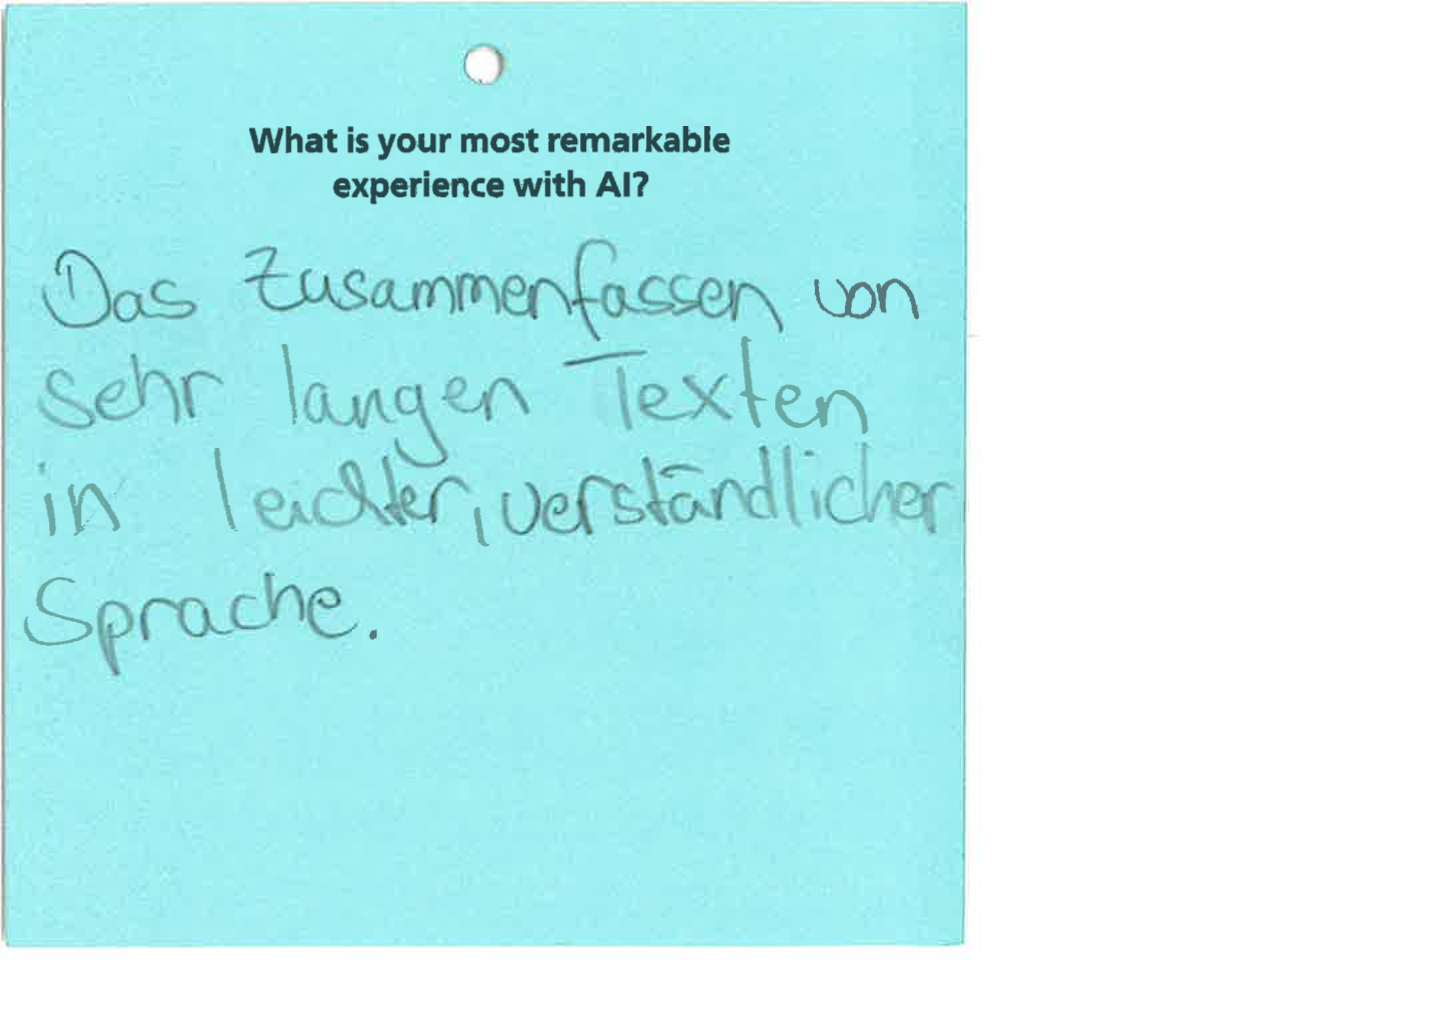 What is your most remarkable
experience with AI?
Das Zusammenfassen von
sehr langen Texten
in leichter, verständlicher
Sprache.